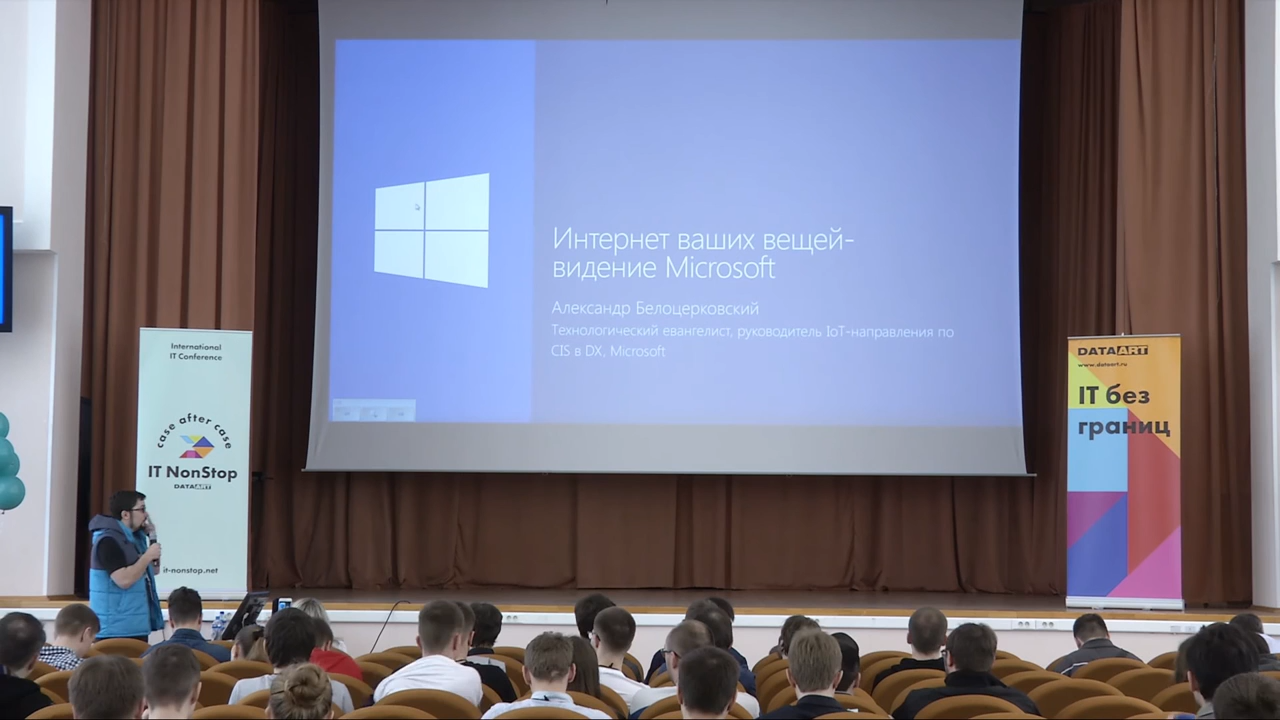 Интернет ваших вещей-
видение Microsoft
Александр Белоцерковский
Технологический евангелист, руководитель IoT-направления по
CIS в DX, Microsoft
International
IT Conference
case after case
IT NonStop
DATAART
it-nonstop.net
DATAART
www.dataart.ru
IT без
границ